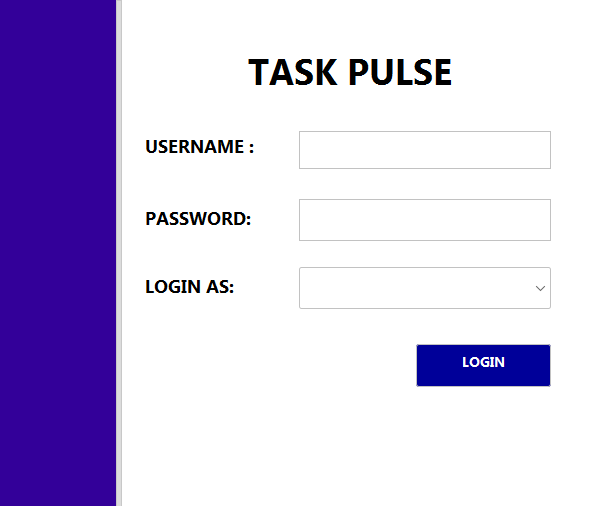 TASK PULSE
USERNAME :
PASSWORD:
LOGIN AS:
LOGIN